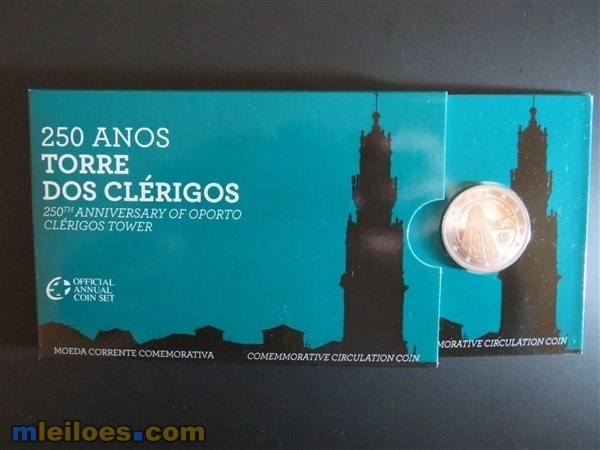 250 ANOS
TORRE
DOS CLÉRIGOS
250TH ANNIVERSARY OF OPORTO
CLÉRIGOS TOWER
OFFICIAL
ANNUAL
COIN SET
MOEDA CORRENTE COMEMORATIVA
COMEMMORATIVE CIRCULATION COIN
MORATIVE CIRCULATION COIN
mleiloes.com